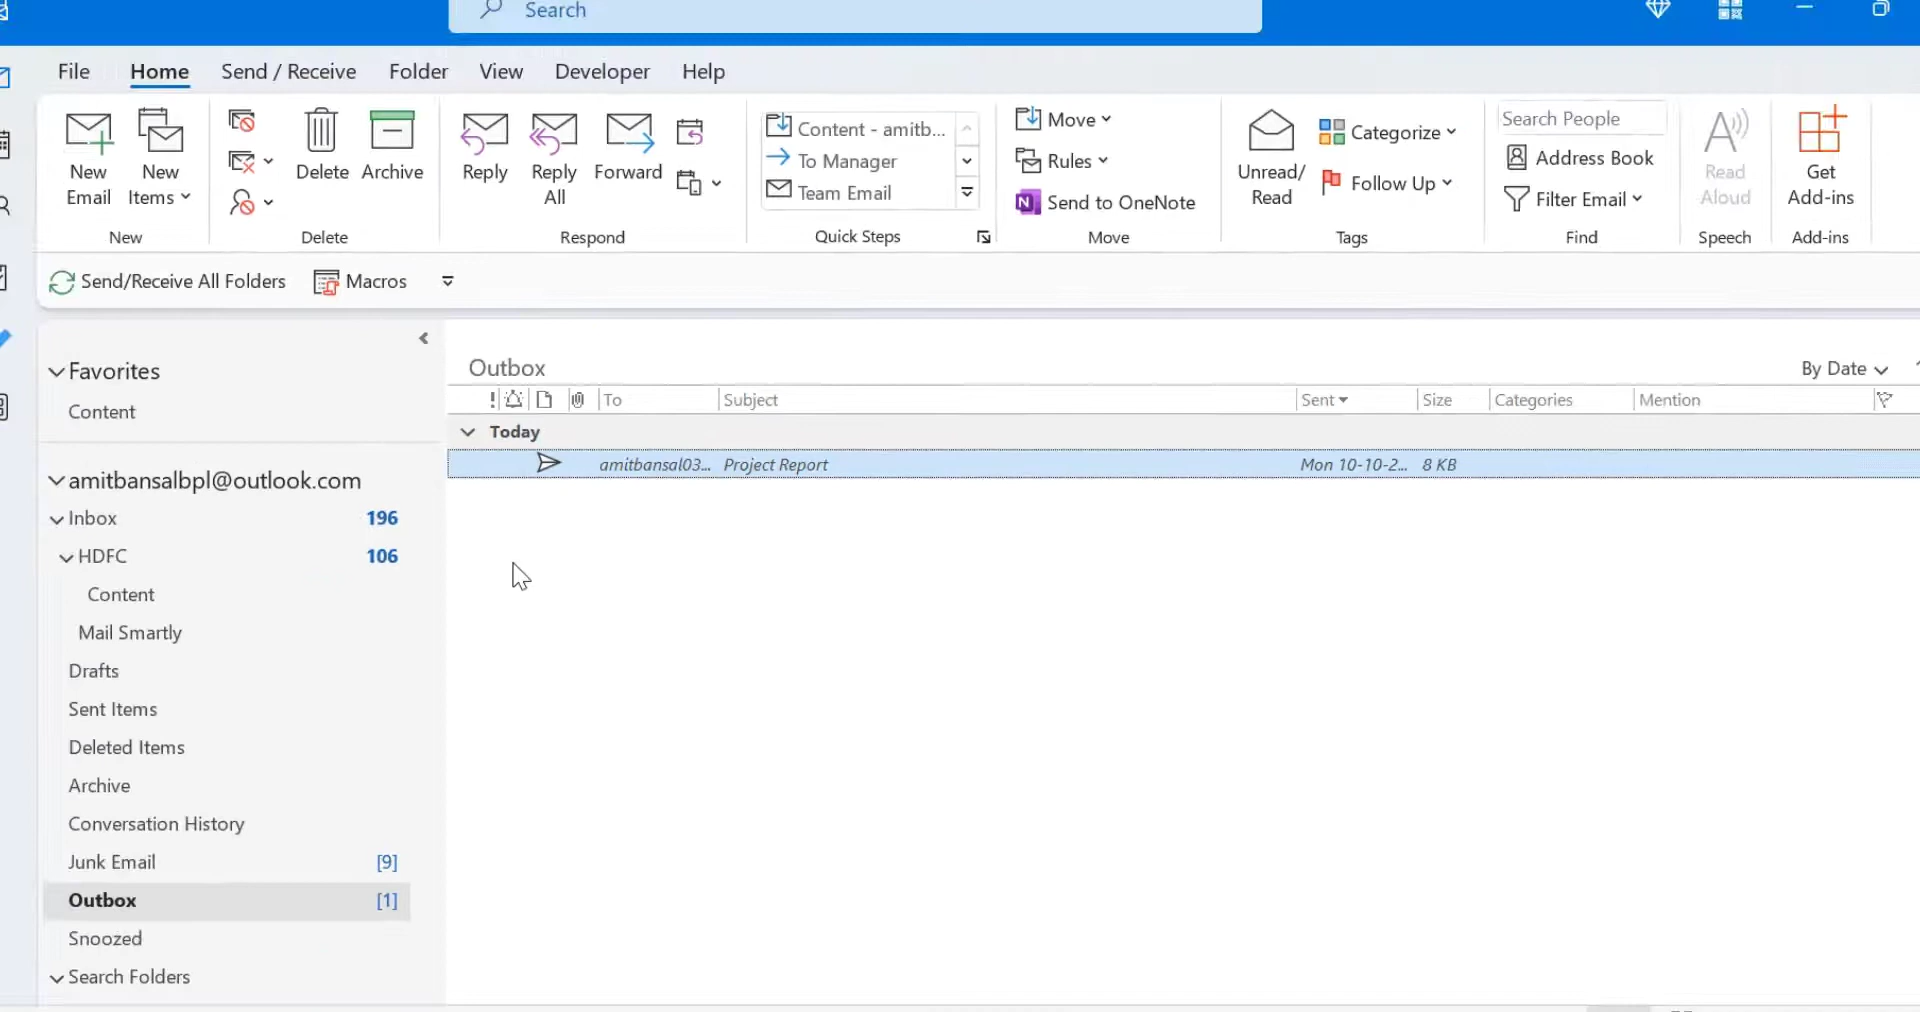 Search
File Home Send / Receive Folder View Developer Help
New Email
New Items
Delete
Archive
Reply
Reply All
Forward
Content - amitb...
To Manager
Team Email
Move
Rules
Send to OneNote
Unread/ Read
Categorize
Follow Up
Search People
Address Book
Filter Email
Read Aloud
Get Add-ins
New Delete Respond Quick Steps Move Tags Find Speech Add-ins
Send/Receive All Folders Macros
Favorites
Content
amitbansalbpl@outlook.com
Inbox 196
HDFC 106
Content
Mail Smartly
Drafts
Sent Items
Deleted Items
Archive
Conversation History
Junk Email [9]
Outbox [1]
Snoozed
Search Folders
Outbox By Date
! To Subject Sent Size Categories Mention
Today
amitbansal03... Project Report Mon 10-10-2... 8 KB